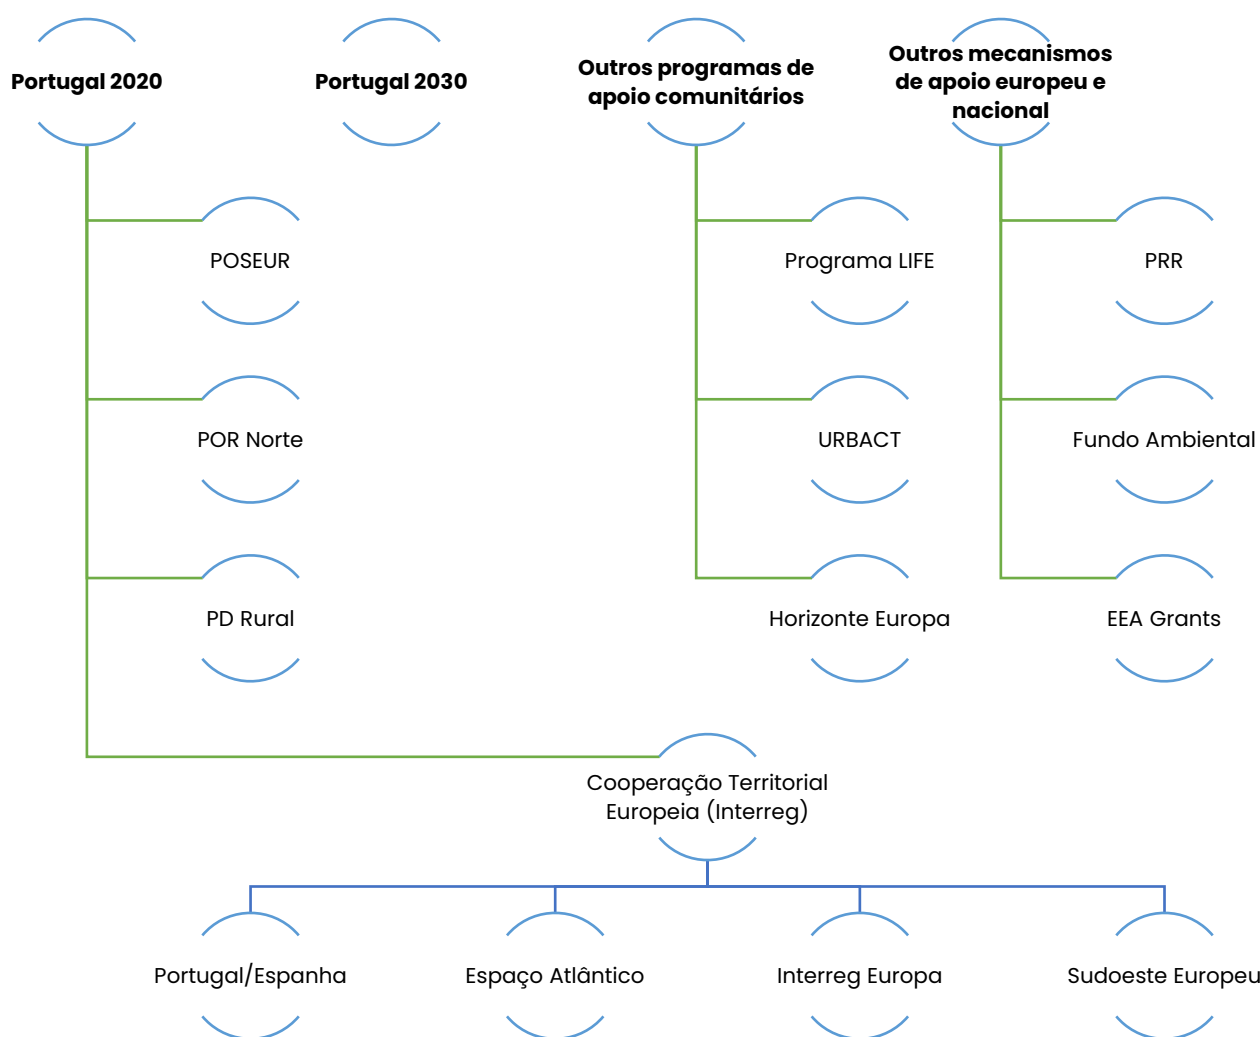 Portugal 2020
Portugal 2030
Outros programas de
apoio comunitários
Outros mecanismos
de apoio europeu e
nacional
POSEUR
Programa LIFE
PRR
POR Norte
URBACT
Fundo Ambiental
PD Rural
Horizonte Europa
EEA Grants
Cooperação Territorial
Europeia (Interreg)
Portugal/Espanha
Espaço Atlântico
Interreg Europa
Sudoeste Europeu